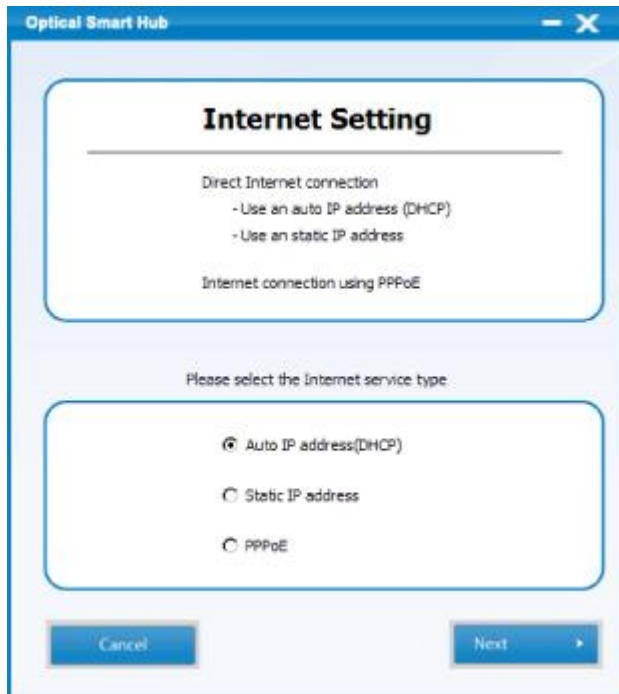 Optical Smart Hub
Internet Setting
Direct Internet connection
- Use an auto IP address (DHCP)
- Use an static IP address
Internet connection using PPPoE
Please select the Internet service type
Auto IP address(DHCP)
Static IP address
PPPoE
Cancel
Next